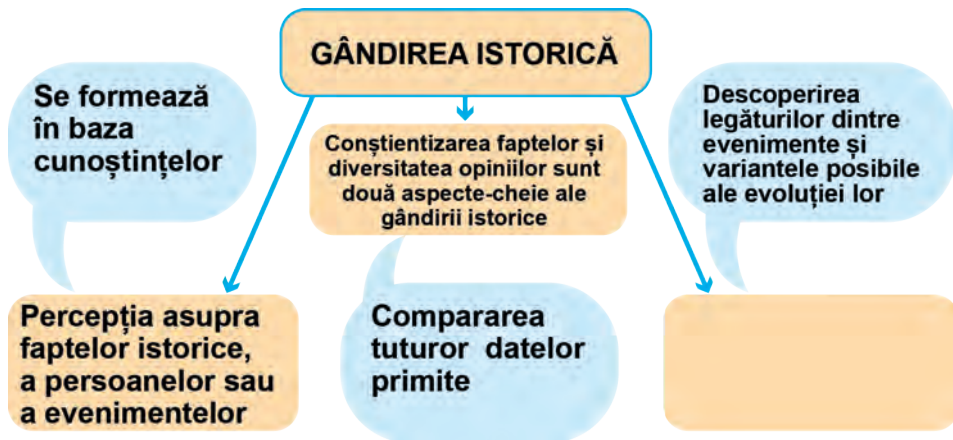 GÂNDIREA ISTORICĂ
Se formează
în baza
cunoștințelor
Conștientizarea faptelor și
diversitatea opiniilor sunt
două aspecte-cheie ale
gândirii istorice
Descoperirea
legăturilor dintre
evenimente și
variantele posibile
ale evoluției lor
Percepția asupra
faptelor istorice,
a persoanelor sau
a evenimentelor
Compararea
tuturor datelor
primite